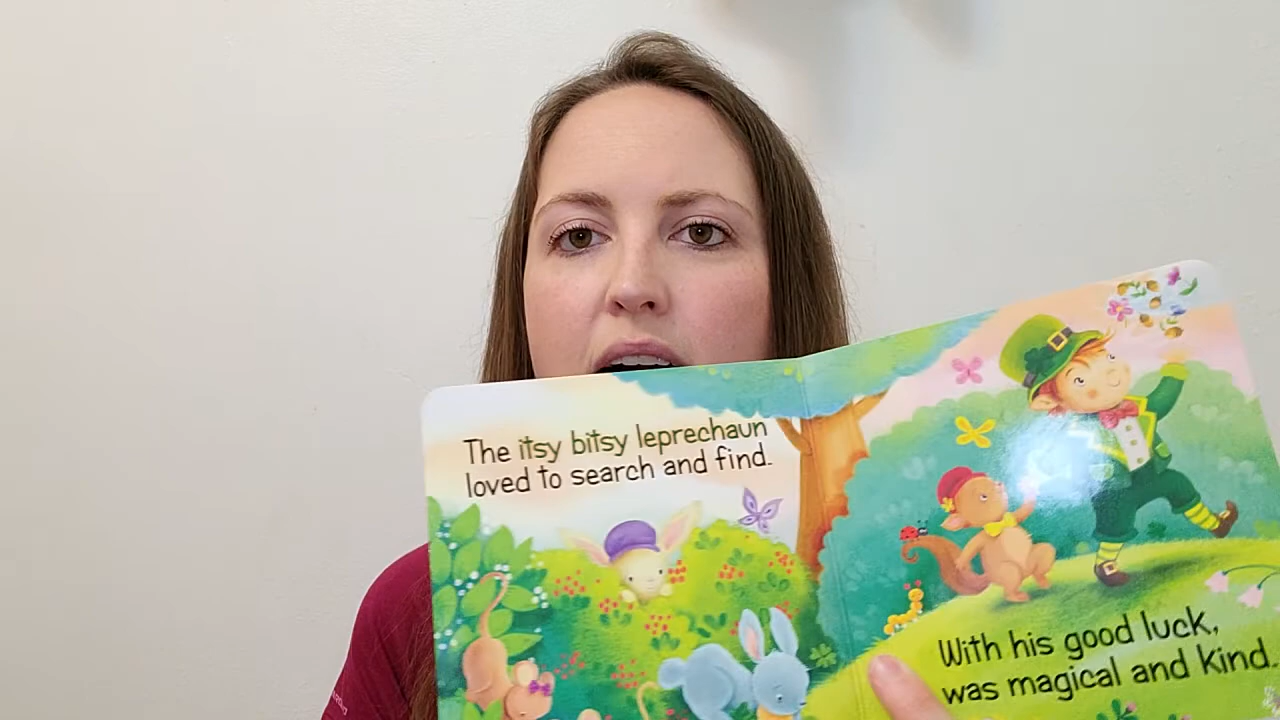 The itsy bitsy leprechaun
loved to search and find.
With his good luck,
was magical and kind.